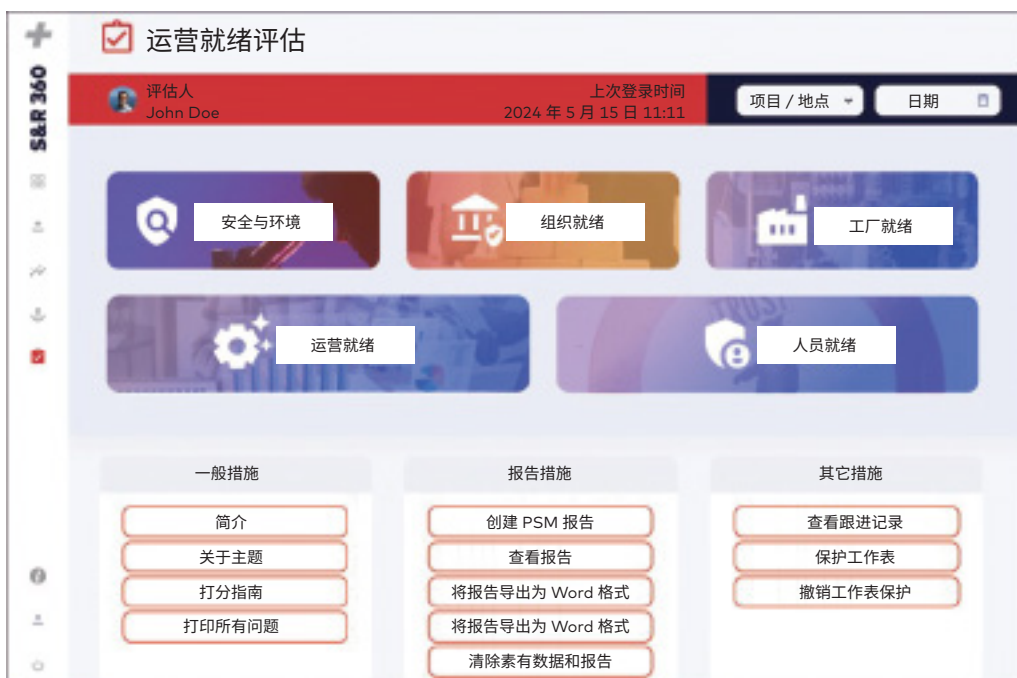 S&R 360
运营就绪评估
评估人
John Doe
上次登录时间
2024 年 5 月 15 日 11:11
项目 / 地点
日期
安全与环境
组织就绪
工厂就绪
TRUST
运营就绪
人员就绪
一般措施
简介
关于主题
打分指南
打印所有问题
报告措施
创建 PSM 报告
查看报告
将报告导出为 Word 格式
将报告导出为 Word 格式
清除素有数据和报告
其它措施
查看跟进记录
保护工作表
撤销工作表保护